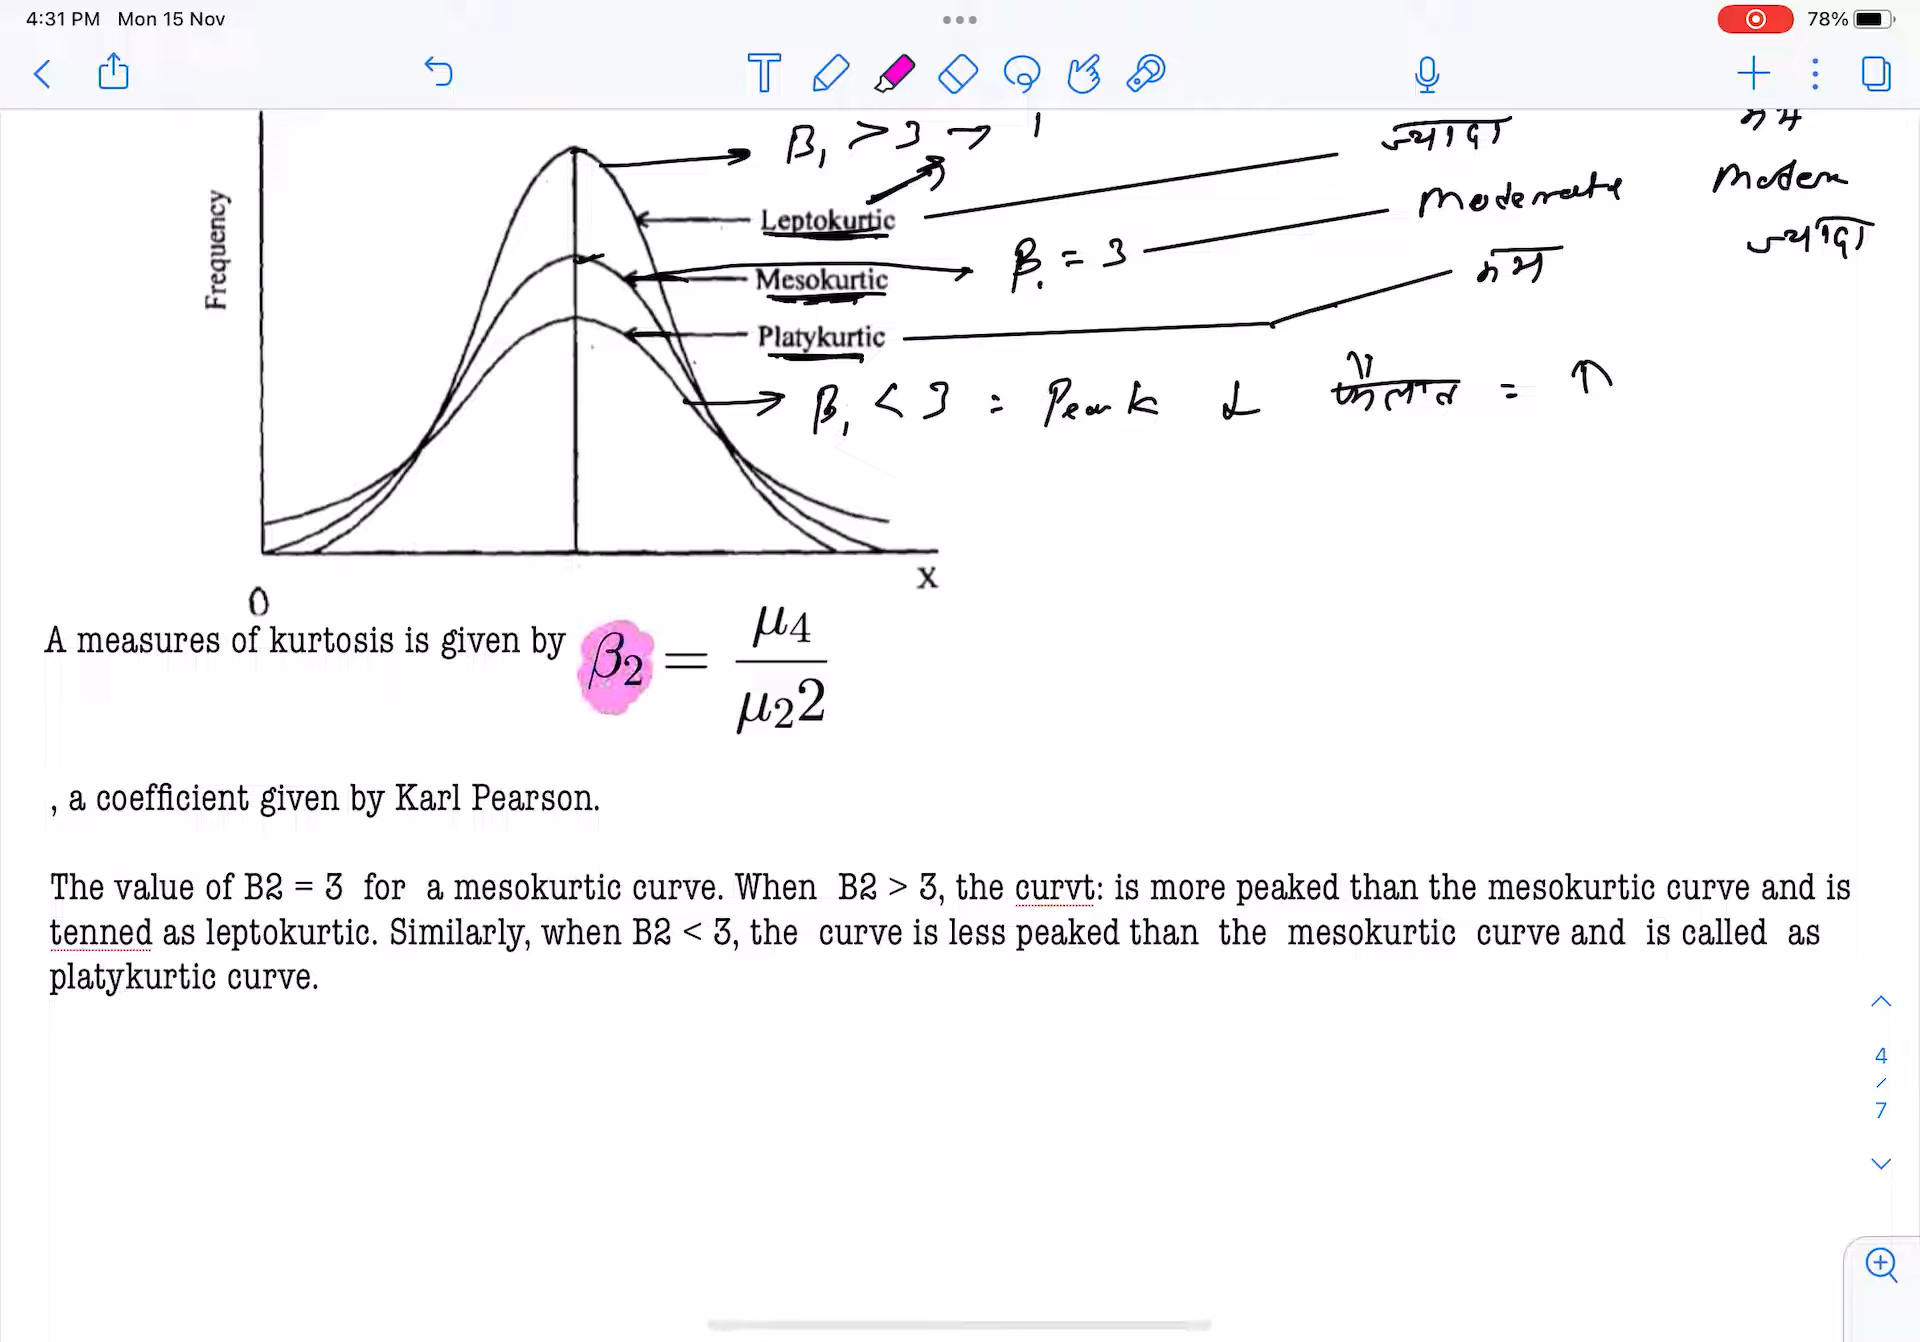 4:31 PM Mon 15 Nov
78%
β₁ > 3 → 1
ज्यादा
कम
Frequency
Leptokurtic
Moderate
Modera
ज्यादा
Mesokurtic
β₁ = 3
कम
Platykurtic
β₁ < 3 = Peak ↓
फैलाव = ↑
0
X
A measures of kurtosis is given by β₂ = μ₄ / μ₂2
, a coefficient given by Karl Pearson.
The value of B2 = 3 for a mesokurtic curve. When B2 > 3, the curvt: is more peaked than the mesokurtic curve and is
tenned as leptokurtic. Similarly, when B2 < 3, the curve is less peaked than the mesokurtic curve and is called as
platykurtic curve.
4
/
7